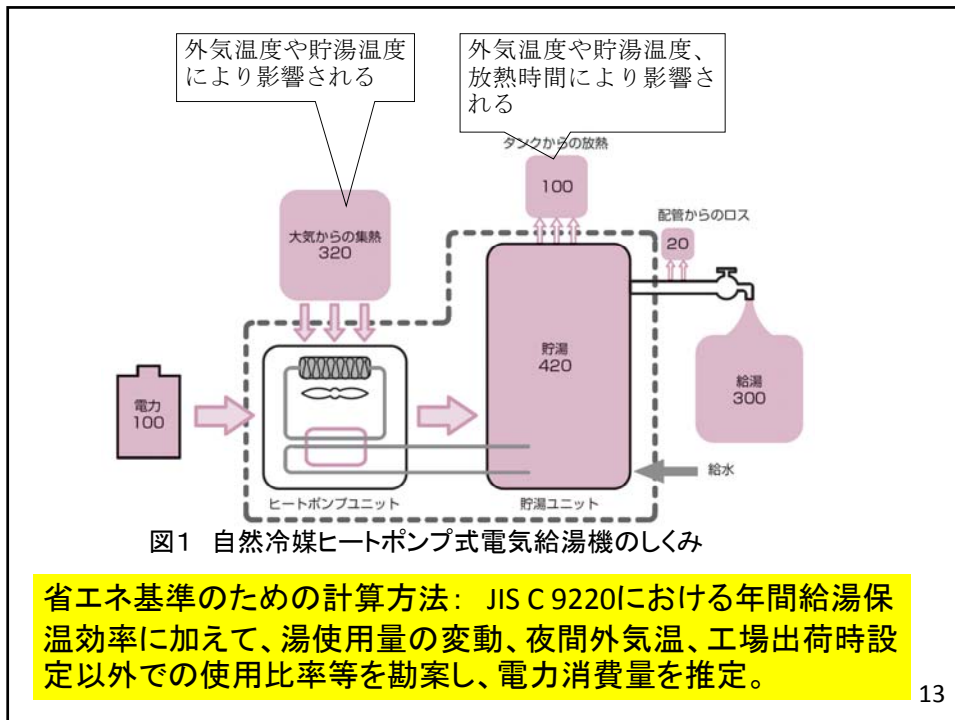 外気温度や貯湯温度
により影響される
外気温度や貯湯温度、
放熱時間により影響さ
れる
タンクからの放熱
100
配管からのロス
20
大気からの集熱
320
貯湯
420
電力
100
給湯
300
給水
ヒートポンプユニット
貯湯ユニット
図1 自然冷媒ヒートポンプ式電気給湯機のしくみ
省エネ基準のための計算方法: JIS C 9220における年間給湯保
温効率に加えて、湯使用量の変動、夜間外気温、工場出荷時設
定以外での使用比率等を勘案し、電力消費量を推定。
13